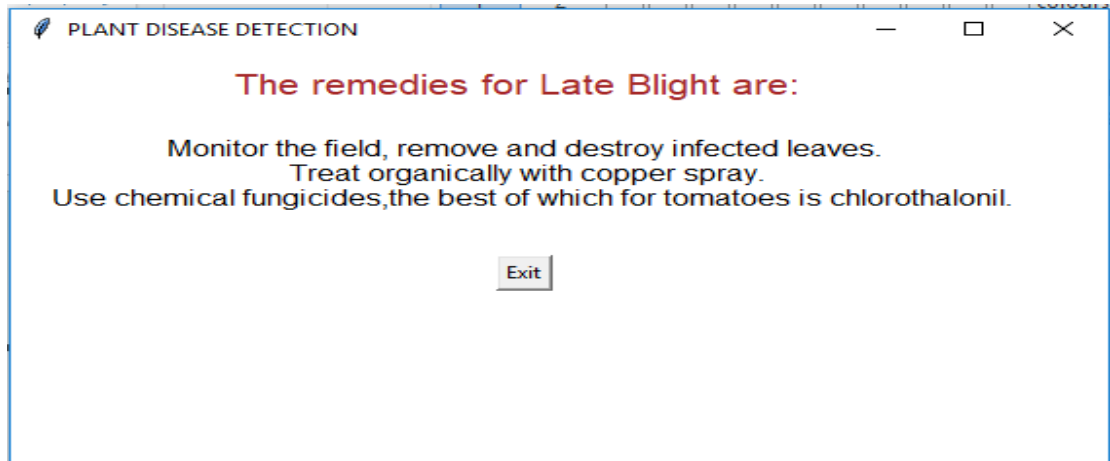 PLANT DISEASE DETECTION
The remedies for Late Blight are:
Monitor the field, remove and destroy infected leaves.
Treat organically with copper spray.
Use chemical fungicides,the best of which for tomatoes is chlorothalonil.
Exit